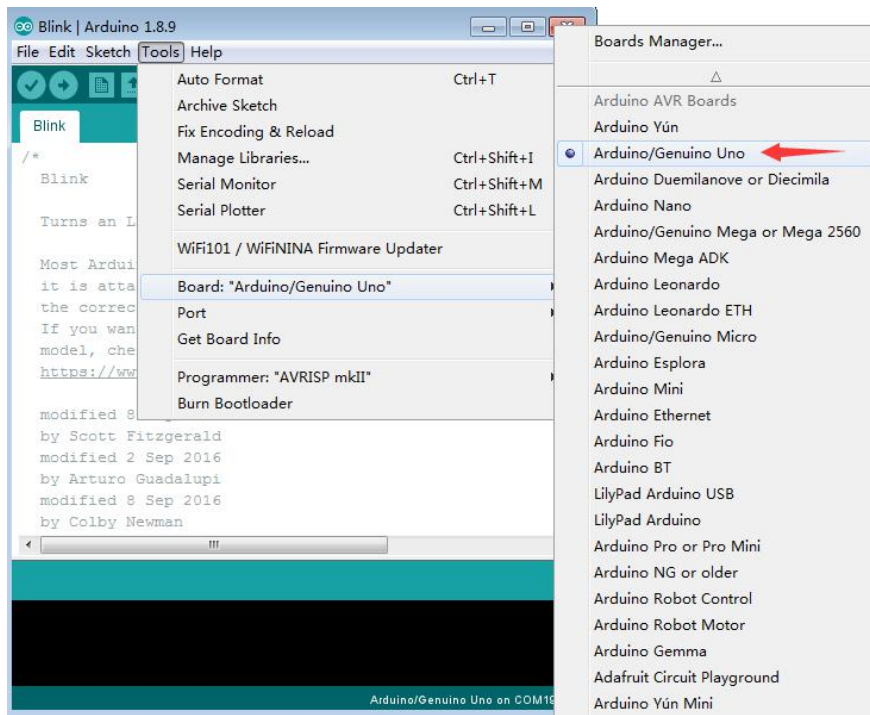 Blink | Arduino 1.8.9
File Edit Sketch Tools Help
Blink
/*
Blink
Turns an L
Most Ardui
it is atta
the correc
If you wan
model, che
https://ww
modified 8
by Scott Fitzgerald
modified 2 Sep 2016
by Arturo Guadalupi
modified 8 Sep 2016
by Colby Newman
Arduino/Genuino Uno on COM19
Auto Format Ctrl+T
Archive Sketch
Fix Encoding & Reload
Manage Libraries... Ctrl+Shift+I
Serial Monitor Ctrl+Shift+M
Serial Plotter Ctrl+Shift+L
WiFi101 / WiFiNINA Firmware Updater
Board: "Arduino/Genuino Uno"
Port
Get Board Info
Programmer: "AVRISP mkII"
Burn Bootloader
Boards Manager...
Arduino AVR Boards
Arduino Yún
Arduino/Genuino Uno
Arduino Duemilanove or Diecimila
Arduino Nano
Arduino/Genuino Mega or Mega 2560
Arduino Mega ADK
Arduino Leonardo
Arduino Leonardo ETH
Arduino/Genuino Micro
Arduino Esplora
Arduino Mini
Arduino Ethernet
Arduino Fio
Arduino BT
LilyPad Arduino USB
LilyPad Arduino
Arduino Pro or Pro Mini
Arduino NG or older
Arduino Robot Control
Arduino Robot Motor
Arduino Gemma
Adafruit Circuit Playground
Arduino Yún Mini